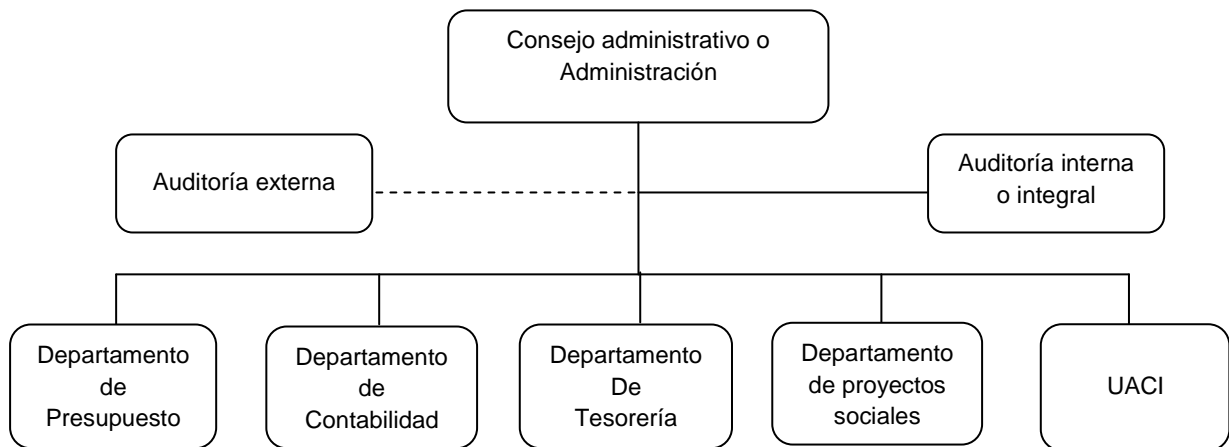 Consejo administrativo o
Administración
Auditoría externa
Auditoría interna
o integral
Departamento
de
Presupuesto
Departamento
de
Contabilidad
Departamento
De
Tesorería
Departamento
de proyectos
sociales
UACI